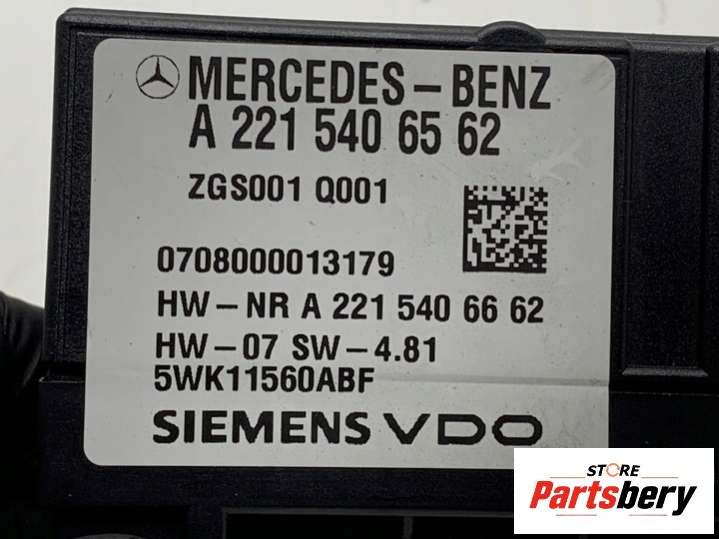 MERCEDES-BENZ
A 221 540 65 62
ZGS001 Q001
0708000013179
HW-NR A 221 540 66 62
HW-07 SW-4.81
5WK11560ABF
SIEMENS VDO
STORE
Partsbery